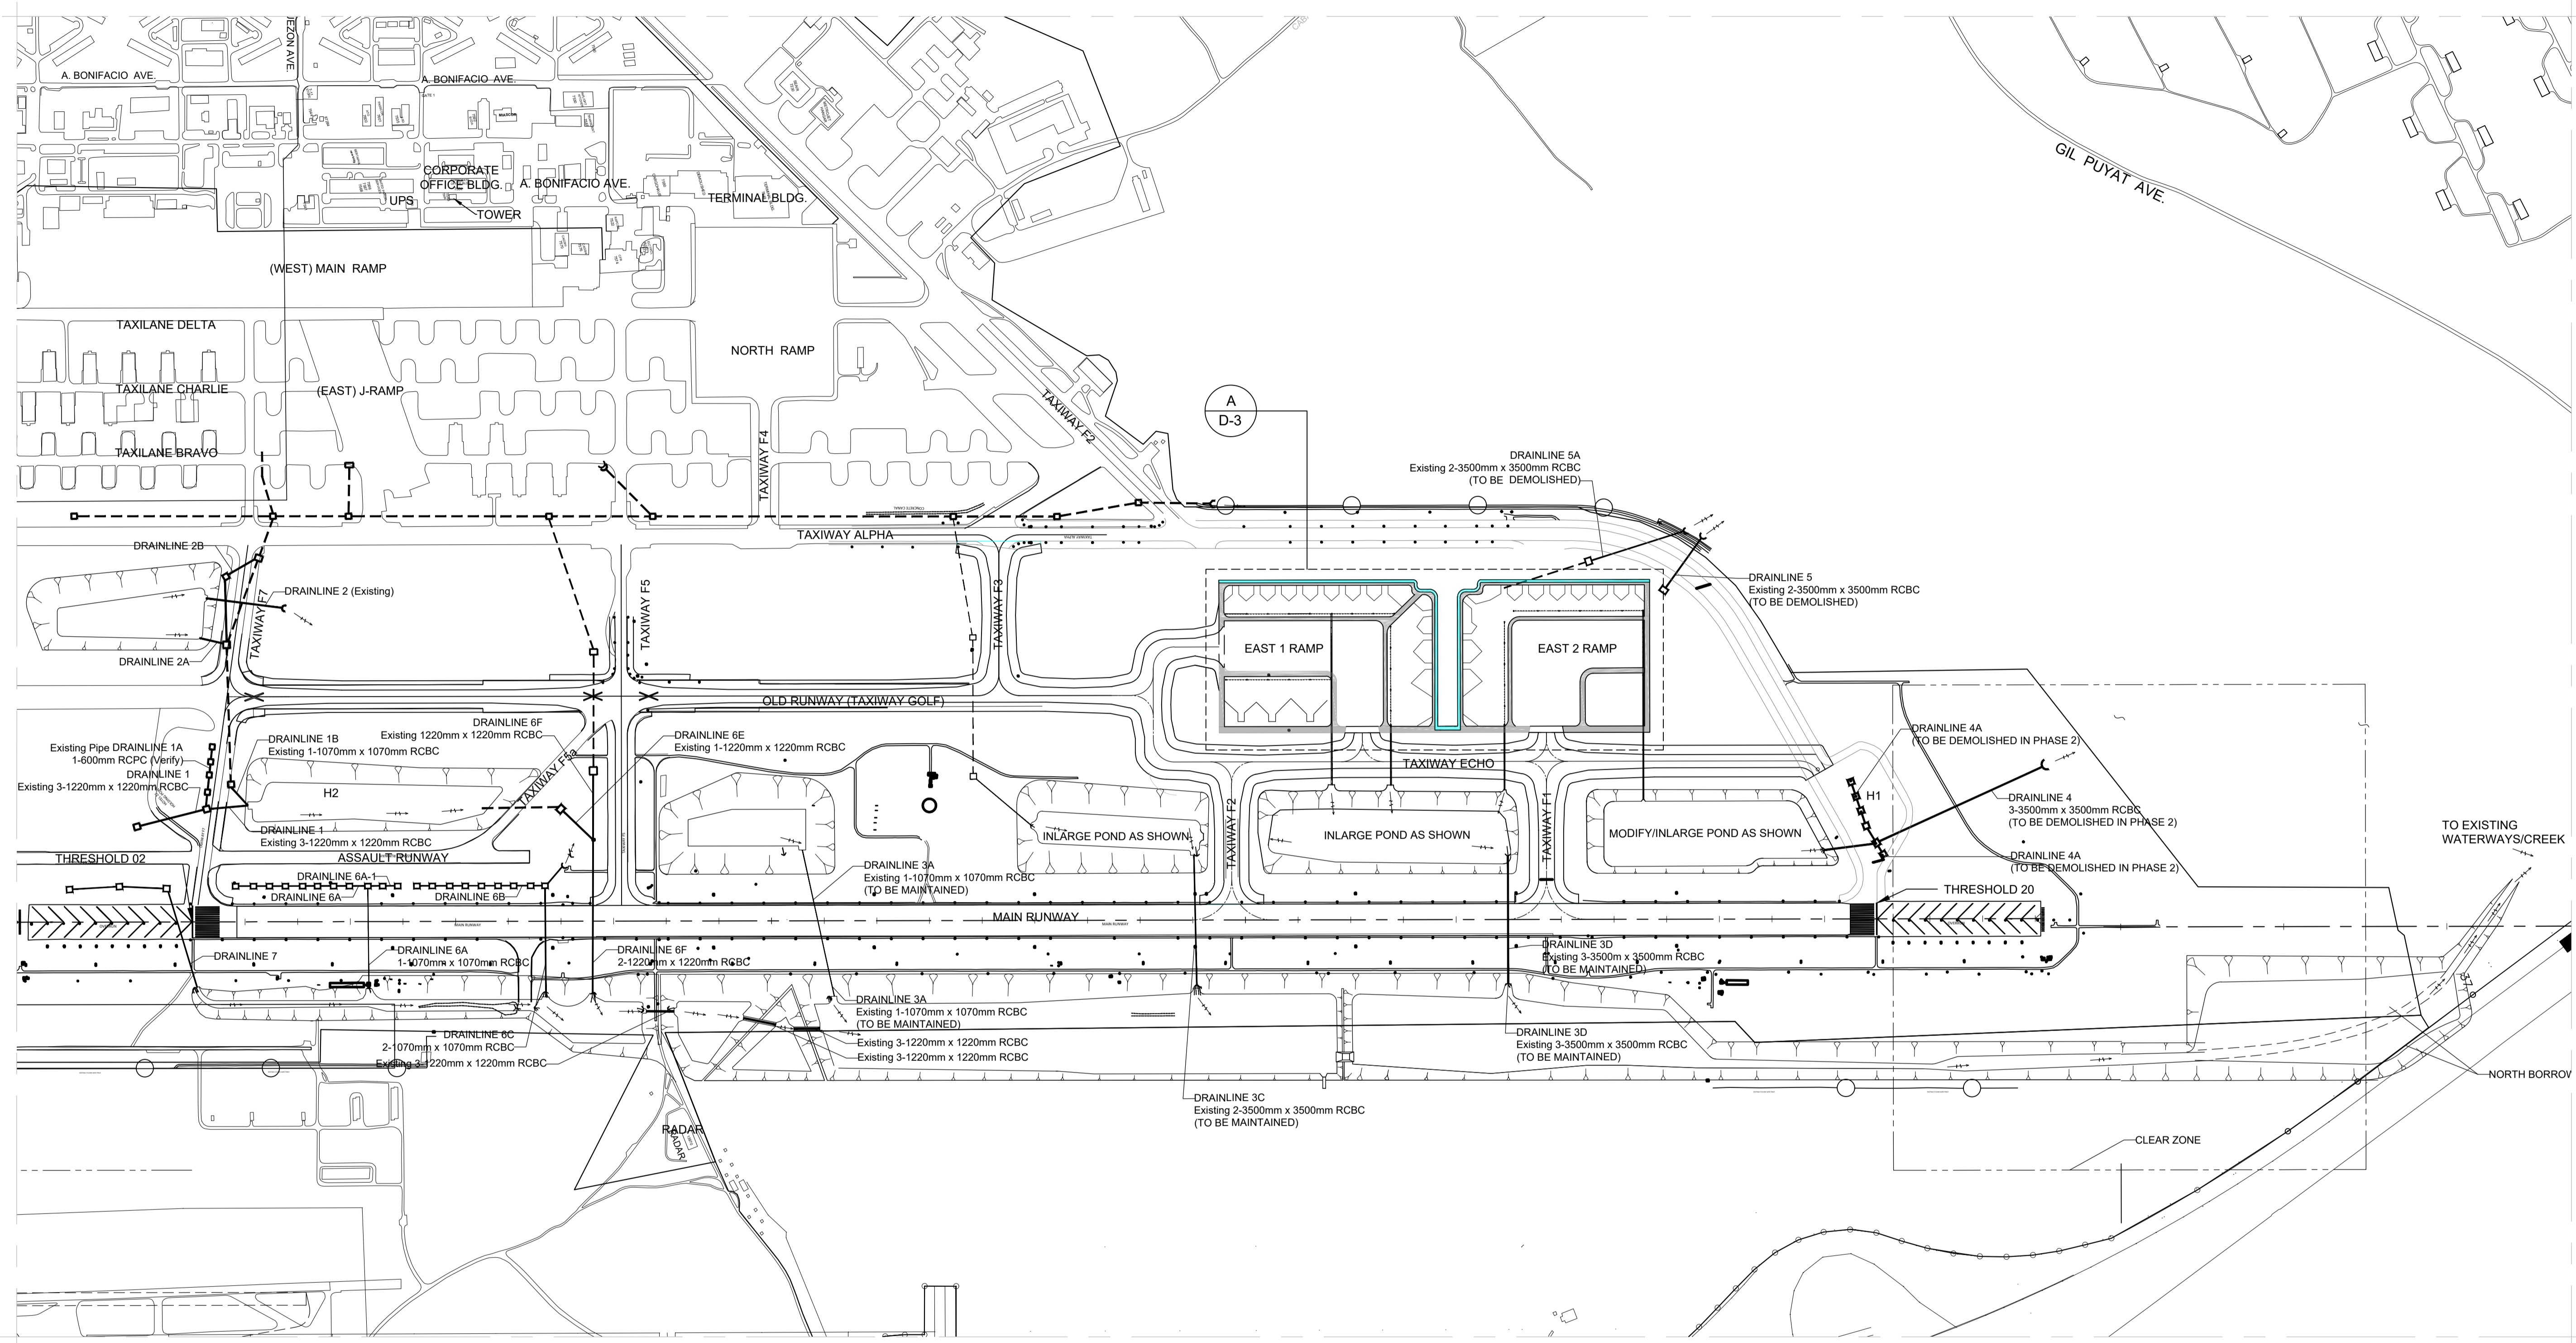 EZON AVE.
A. BONIFACIO AVE.
A. BONIFACIO AVE.
GATE 1
CORPORATE
OFFICE BLDG.
A. BONIFACIO AVE.
UPS
TOWER
TERMINAL BLDG.
GIL PUYAT AVE.
(WEST) MAIN RAMP
TAXILANE DELTA
NORTH RAMP
TAXILANE CHARLIE
(EAST) J-RAMP
TAXIWAY F2
A
D-3
TAXILANE BRAVO
TAXIWAY F4
DRAINLINE 5A
Existing 2-3500mm x 3500mm RCBC
(TO BE DEMOLISHED)
TAXIWAY ALPHA
DRAINLINE 2B
DRAINLINE 2 (Existing)
TAXIWAY F7
TAXIWAY F5
TAXIWAY F3
DRAINLINE 5
Existing 2-3500mm x 3500mm RCBC
(TO BE DEMOLISHED)
DRAINLINE 2A
EAST 1 RAMP
EAST 2 RAMP
OLD RUNWAY (TAXIWAY GOLF)
DRAINLINE 6F
Existing 1220mm x 1220mm RCBC
DRAINLINE 6E
Existing 1-1220mm x 1220mm RCBC
Existing Pipe DRAINLINE 1A
1-600mm RCPC (Verify)
DRAINLINE 1
Existing 3-1220mm x 1220mm RCBC
DRAINLINE 1B
Existing 1-1070mm x 1070mm RCBC
TAXIWAY F5a
H2
TAXIWAY ECHO
DRAINLINE 4A
(TO BE DEMOLISHED IN PHASE 2)
H1
DRAINLINE 4
3-3500mm x 3500mm RCBC
(TO BE DEMOLISHED IN PHASE 2)
DRAINLINE 1
Existing 3-1220mm x 1220mm RCBC
TAXIWAY F2
TAXIWAY F1
INLARGE POND AS SHOWN
INLARGE POND AS SHOWN
MODIFY/INLARGE POND AS SHOWN
TO EXISTING
WATERWAYS/CREEK
THRESHOLD 02
ASSAULT RUNWAY
DRAINLINE 3A
Existing 1-1070mm x 1070mm RCBC
(TO BE MAINTAINED)
DRAINLINE 4A
(TO BE DEMOLISHED IN PHASE 2)
DRAINLINE 6A-1
DRAINLINE 6A
DRAINLINE 6B
THRESHOLD 20
MAIN RUNWAY
MAIN RUNWAY
MAIN RUNWAY
DRAINLINE 7
DRAINLINE 6A
1-1070mm x 1070mm RCBC
DRAINLINE 6F
2-1220mm x 1220mm RCBC
DRAINLINE 3D
Existing 3-3500m x 3500mm RCBC
(TO BE MAINTAINED)
DRAINLINE 3A
Existing 1-1070mm x 1070mm RCBC
(TO BE MAINTAINED)
DRAINLINE 6C
2-1070mm x 1070mm RCBC
Existing 3-1220mm x 1220mm RCBC
Existing 3-1220mm x 1220mm RCBC
Existing 3-1220mm x 1220mm RCBC
DRAINLINE 3D
Existing 3-3500mm x 3500mm RCBC
(TO BE MAINTAINED)
NORTH BORROW
DRAINLINE 3C
Existing 2-3500mm x 3500mm RCBC
(TO BE MAINTAINED)
RADAR
RADAR
CLEAR ZONE